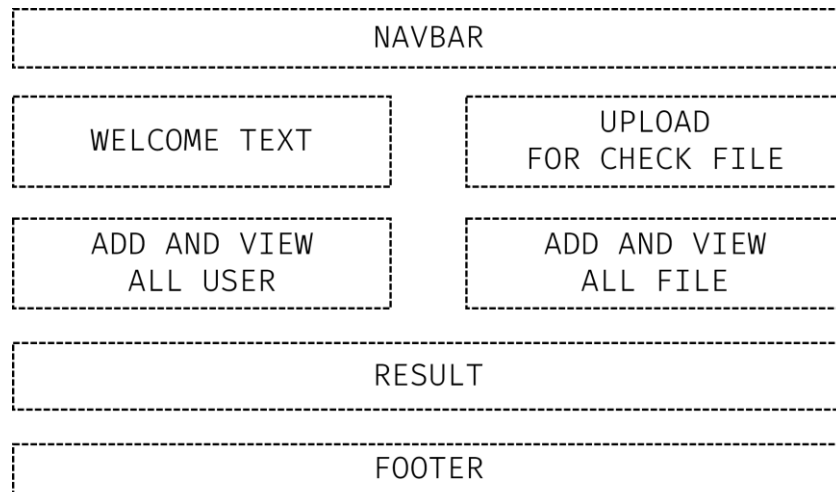 NAVBAR
WELCOME TEXT
UPLOAD
FOR CHECK FILE
ADD AND VIEW
ALL USER
ADD AND VIEW
ALL FILE
RESULT
FOOTER